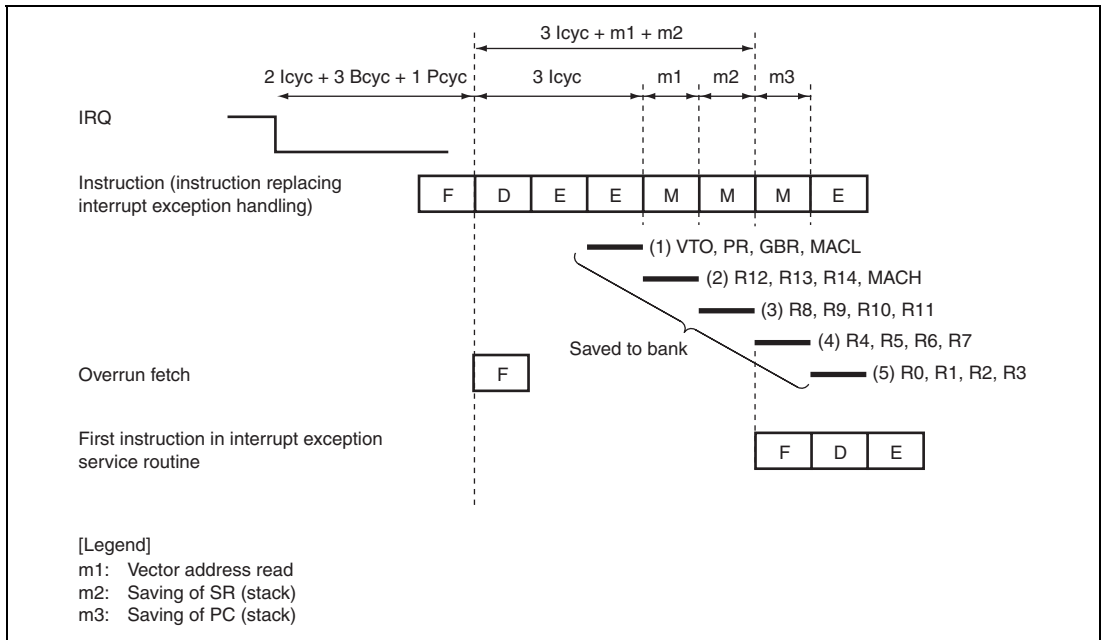 3 Icyc + m1 + m2
2 Icyc + 3 Bcyc + 1 Pcyc
3 Icyc
m1
m2
m3
IRQ
Instruction (instruction replacing
interrupt exception handling)
F D E E M M M E
(1) VTO, PR, GBR, MACL
(2) R12, R13, R14, MACH
(3) R8, R9, R10, R11
(4) R4, R5, R6, R7
Saved to bank
(5) R0, R1, R2, R3
Overrun fetch
F
First instruction in interrupt exception
service routine
F D E
[Legend]
m1: Vector address read
m2: Saving of SR (stack)
m3: Saving of PC (stack)